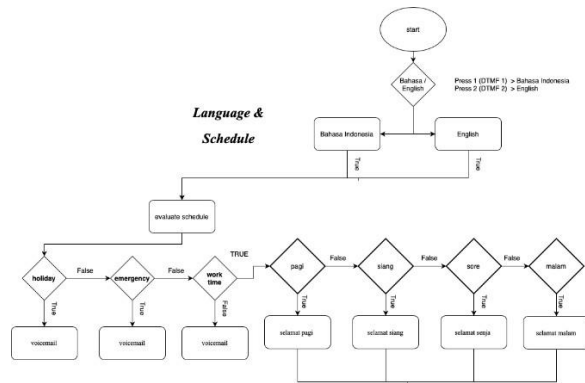 start
Bahasa /
English
Press 1 (DTMF 1) > Bahasa Indonesia
Press 2 (DTMF 2) > English
Language &
Schedule
Bahasa Indonesia
English
True
True
evaluate schedule
holiday
False
emergency
False
work
time
TRUE
pagi
False
siang
False
sore
False
malam
True
True
False
True
True
True
True
voicemail
voicemail
voicemail
selamat pagi
selamat siang
selamat senja
selamat malam